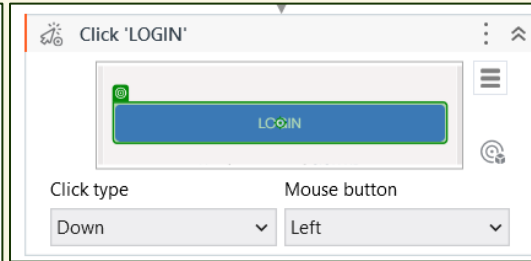 Click 'LOGIN'
LOGIN
Click type
Mouse button
Down
Left